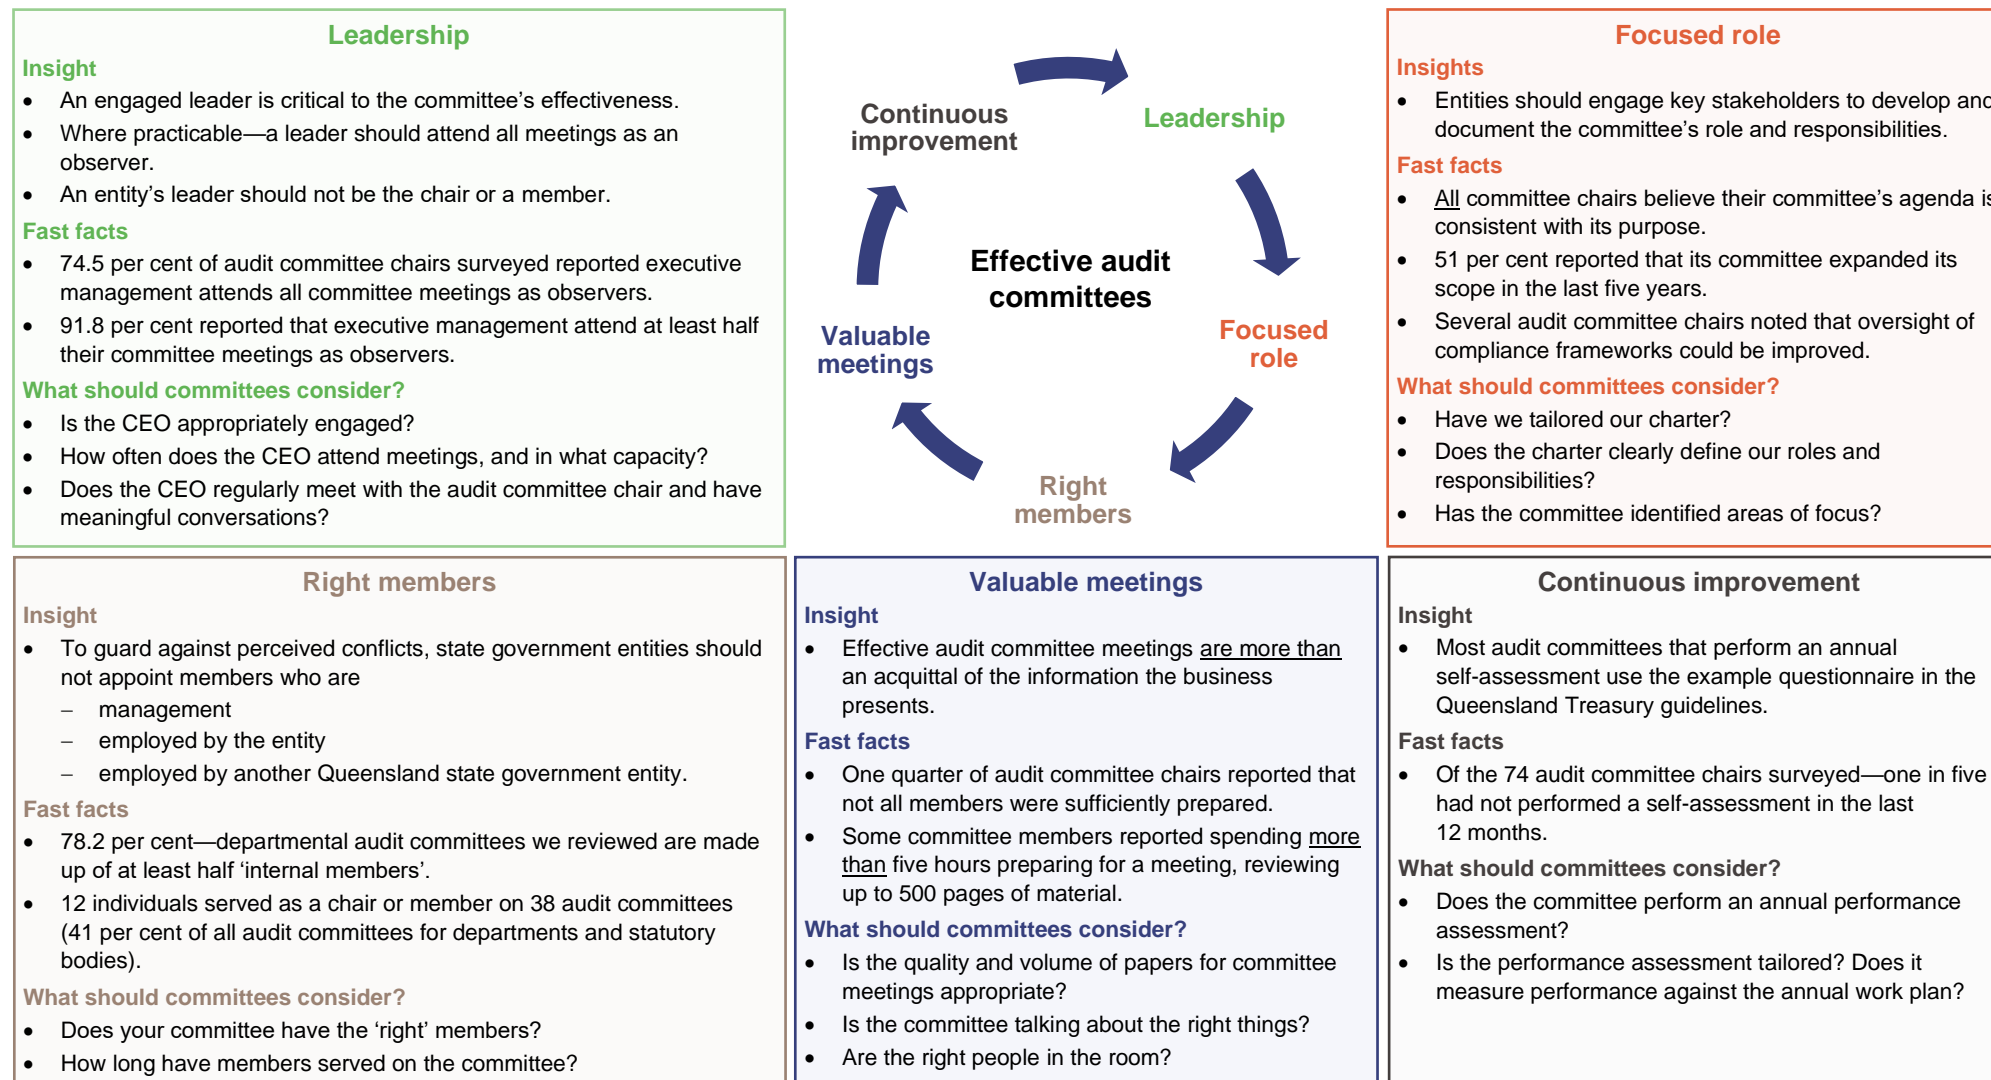 Leadership
Insight
• An engaged leader is critical to the committee's effectiveness.
• Where practicable—a leader should attend all meetings as an
observer.
• An entity's leader should not be the chair or a member.
Fast facts
• 74.5 per cent of audit committee chairs surveyed reported executive
management attends all committee meetings as observers.
• 91.8 per cent reported that executive management attend at least half
their committee meetings as observers.
What should committees consider?
• Is the CEO appropriately engaged?
• How often does the CEO attend meetings, and in what capacity?
• Does the CEO regularly meet with the audit committee chair and have
meaningful conversations?
Continuous
improvement
Leadership
Effective audit
committees
Valuable
meetings
Focused
role
Right
members
Focused role
Insights
• Entities should engage key stakeholders to develop and
document the committee's role and responsibilities.
Fast facts
• All committee chairs believe their committee's agenda is
consistent with its purpose.
• 51 per cent reported that its committee expanded its
scope in the last five years.
• Several audit committee chairs noted that oversight of
compliance frameworks could be improved.
What should committees consider?
• Have we tailored our charter?
• Does the charter clearly define our roles and
responsibilities?
• Has the committee identified areas of focus?
Right members
Insight
• To guard against perceived conflicts, state government entities should
not appoint members who are
– management
– employed by the entity
– employed by another Queensland state government entity.
Fast facts
• 78.2 per cent—departmental audit committees we reviewed are made
up of at least half 'internal members'.
• 12 individuals served as a chair or member on 38 audit committees
(41 per cent of all audit committees for departments and statutory
bodies).
What should committees consider?
• Does your committee have the 'right' members?
• How long have members served on the committee?
Valuable meetings
Insight
• Effective audit committee meetings are more than
an acquittal of the information the business
presents.
Fast facts
• One quarter of audit committee chairs reported that
not all members were sufficiently prepared.
• Some committee members reported spending more
than five hours preparing for a meeting, reviewing
up to 500 pages of material.
What should committees consider?
• Is the quality and volume of papers for committee
meetings appropriate?
• Is the committee talking about the right things?
• Are the right people in the room?
Continuous improvement
Insight
• Most audit committees that perform an annual
self-assessment use the example questionnaire in the
Queensland Treasury guidelines.
Fast facts
• Of the 74 audit committee chairs surveyed—one in five
had not performed a self-assessment in the last
12 months.
What should committees consider?
• Does the committee perform an annual performance
assessment?
• Is the performance assessment tailored? Does it
measure performance against the annual work plan?